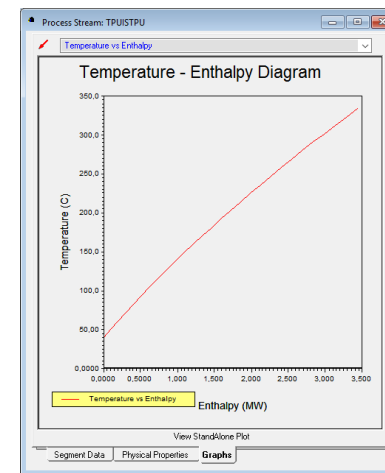 Process Stream: TPUISTPU
Temperature vs Enthalpy
Temperature - Enthalpy Diagram
350,0
300,0
250,0
200,0
150,0
100,0
50,00
0,0000
Temperature (C)
0,0000 0,5000 1,000 1,500 2,000 2,500 3,000 3,500
Temperature vs Enthalpy
Enthalpy (MW)
View StandAlone Plot
Segment Data Physical Properties Graphs